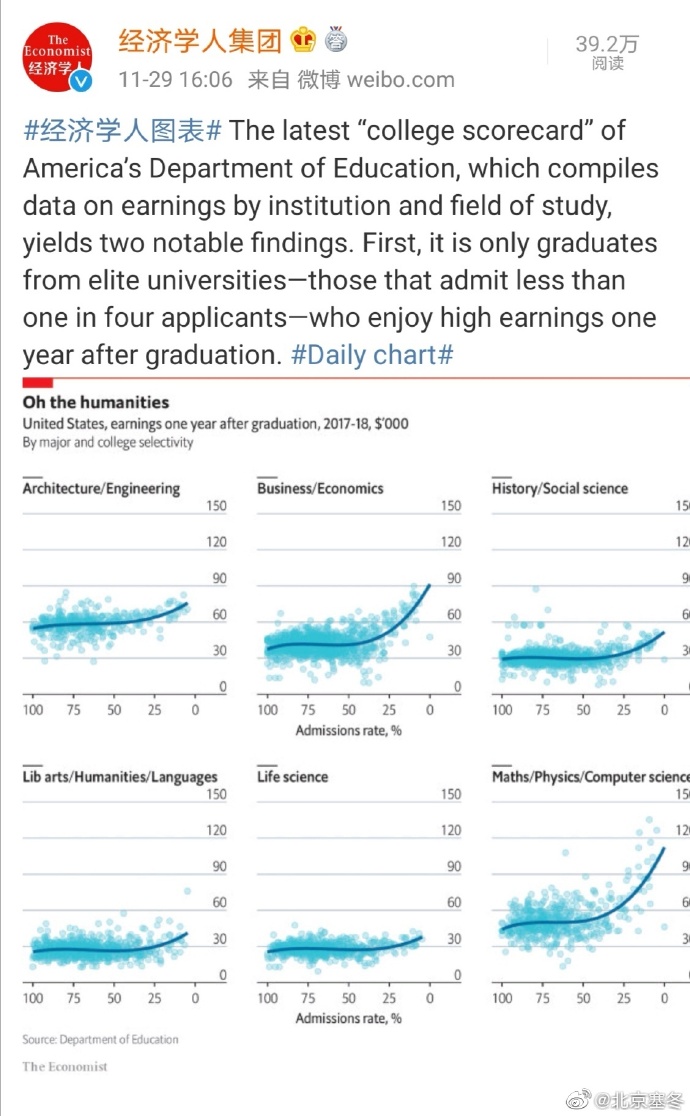 The
Economist
经济学人
经济学人集团
39.2万
阅读
11-29 16:06 来自 微博 weibo.com
#经济学人图表# The latest “college scorecard” of
America’s Department of Education, which compiles
data on earnings by institution and field of study,
yields two notable findings. First, it is only graduates
from elite universities—those that admit less than
one in four applicants—who enjoy high earnings one
year after graduation. #Daily chart#
Oh the humanities
United States, earnings one year after graduation, 2017-18, $’000
By major and college selectivity
Architecture/Engineering
150
120
90
60
30
0
100 75 50 25 0
Business/Economics
150
120
90
60
30
0
100 75 50 25 0
Admissions rate, %
History/Social science
15
12
9
6
3
100 75 50 25 0
Lib arts/Humanities/Languages
150
120
90
60
30
0
100 75 50 25 0
Life science
150
120
90
60
30
0
100 75 50 25 0
Admissions rate, %
Maths/Physics/Computer science
15
12
9
6
3
100 75 50 25 0
Source: Department of Education
The Economist
@北京塞冬